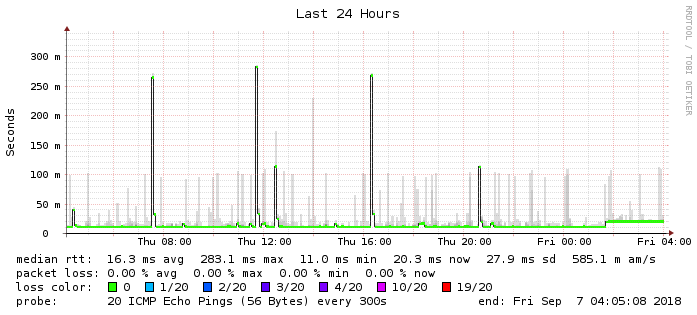 Last 24 Hours
RRDTOOL / TOBI OETIKER
Seconds
300 m
250 m
200 m
150 m
100 m
50 m
0
Thu 08:00 Thu 12:00 Thu 16:00 Thu 20:00 Fri 00:00 Fri 04:00
median rtt: 16.3 ms avg 283.1 ms max 11.0 ms min 20.3 ms now 27.9 ms sd 585.1 m am/s
packet loss: 0.00 % avg 0.00 % max 0.00 % min 0.00 % now
loss color: 0 1/20 2/20 3/20 4/20 10/20 19/20
probe: 20 ICMP Echo Pings (56 Bytes) every 300s end: Fri Sep 7 04:05:08 2018